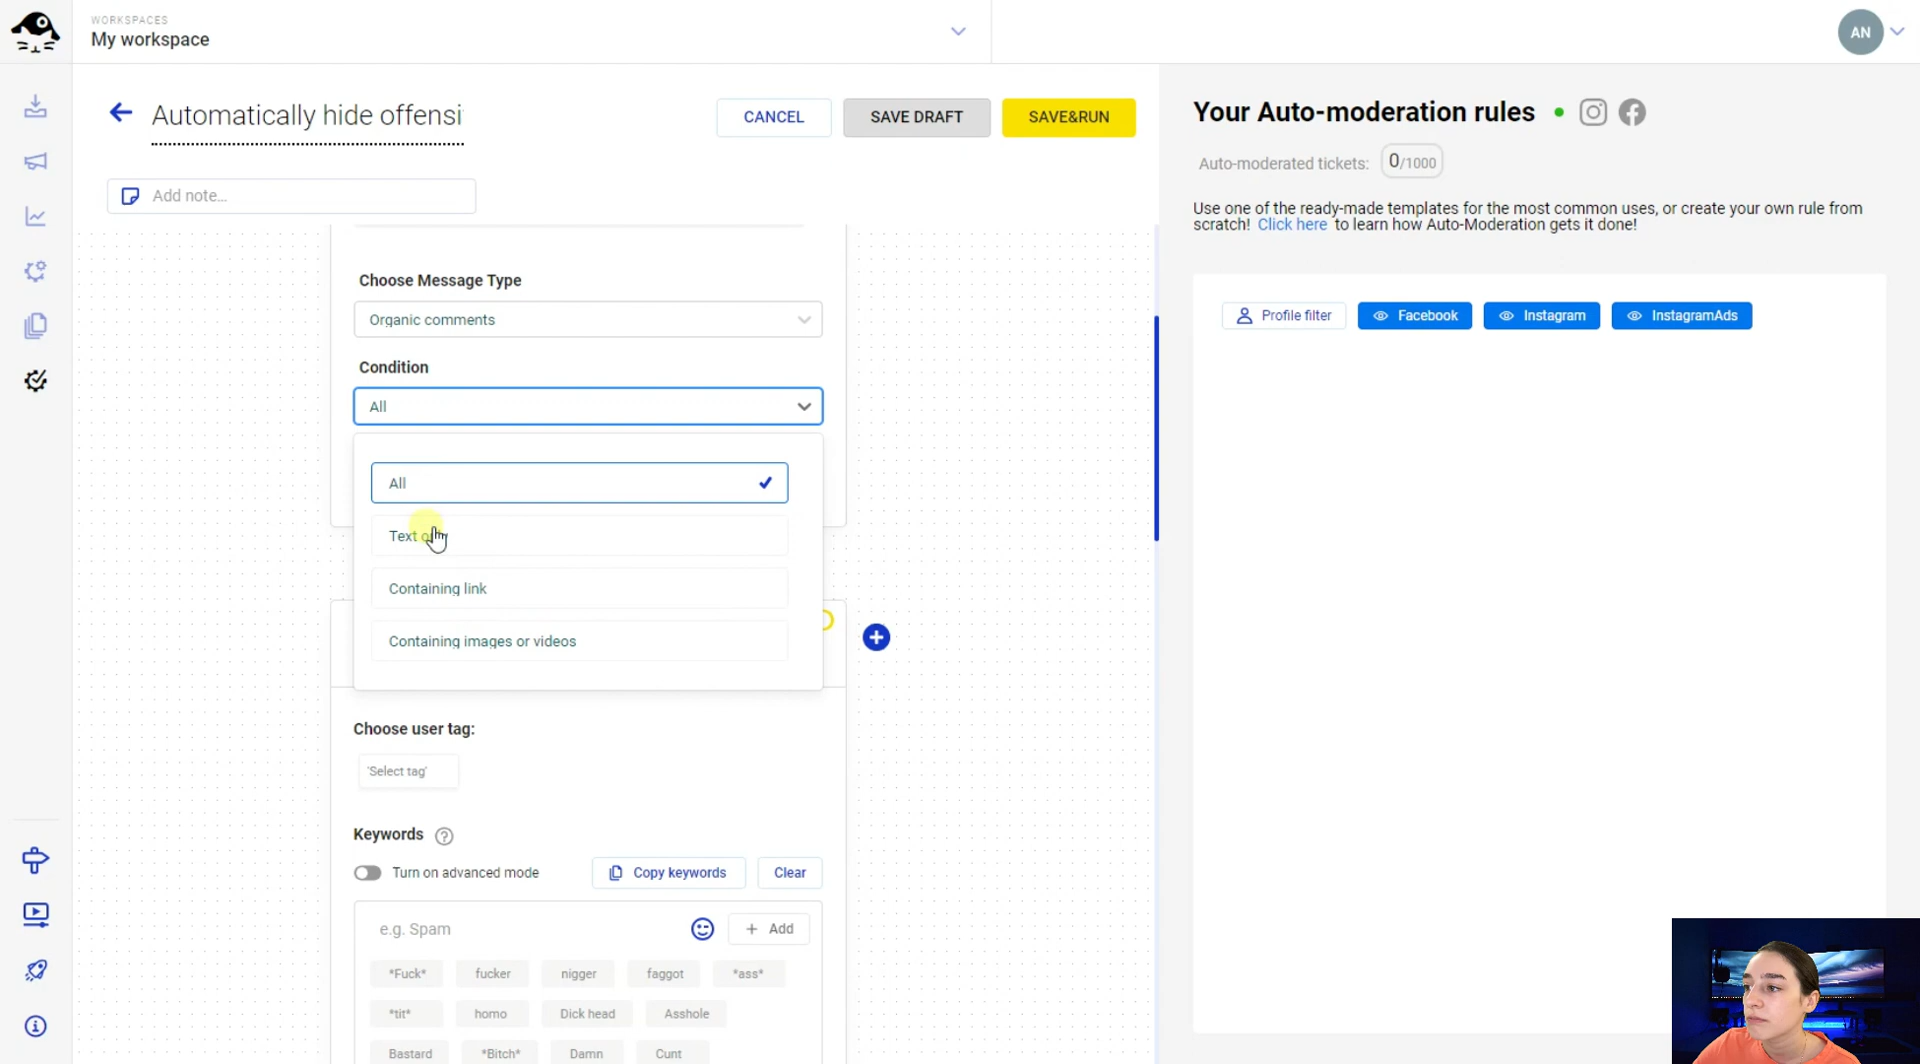 WORKSPACES
My workspace
AN
Automatically hide offensi
CANCEL
SAVE DRAFT
SAVE&RUN
Add note...
Choose Message Type
Organic comments
Condition
All
All
Text
Containing link
Containing images or videos
Choose user tag:
'Select tag'
Keywords ?
Turn on advanced mode
Copy keywords
Clear
e.g. Spam
+ Add
*Fuck* fucker nigger faggot *ass*
*tit* homo Dick head Asshole
Bastard *Bitch* Damn Cunt
Your Auto-moderation rules
Auto-moderated tickets: 0/1000
Use one of the ready-made templates for the most common uses, or create your own rule from
scratch! Click here to learn how Auto-Moderation gets it done!
Profile filter
Facebook
Instagram
InstagramAds